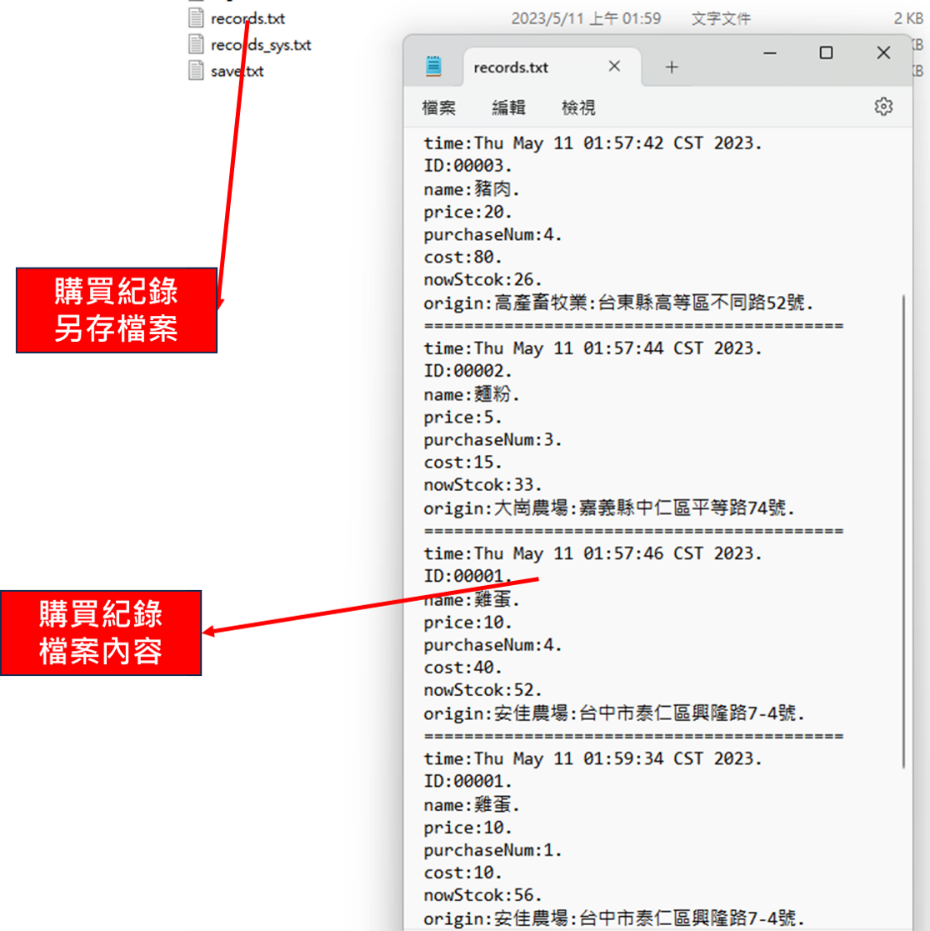 records.txt 2023/5/11 上午 01:59 文字文件 2 KB
records_sys.txt
save.txt
records.txt
檔案 編輯 檢視
time:Thu May 11 01:57:42 CST 2023.
ID:00003.
name:豬肉.
price:20.
purchaseNum:4.
cost:80.
nowStcok:26.
origin:高產畜牧業:台東縣高等區不同路52號.
==========================================
time:Thu May 11 01:57:44 CST 2023.
ID:00002.
name:麵粉.
price:5.
purchaseNum:3.
cost:15.
nowStcok:33.
origin:大崗農場:嘉義縣中仁區平等路74號.
==========================================
time:Thu May 11 01:57:46 CST 2023.
ID:00001.
name:雞蛋.
price:10.
purchaseNum:4.
cost:40.
nowStcok:52.
origin:安佳農場:台中市泰仁區興隆路7-4號.
==========================================
time:Thu May 11 01:59:34 CST 2023.
ID:00001.
name:雞蛋.
price:10.
purchaseNum:1.
cost:10.
nowStcok:56.
origin:安佳農場:台中市泰仁區興隆路7-4號.
購買紀錄
另存檔案
購買紀錄
檔案內容